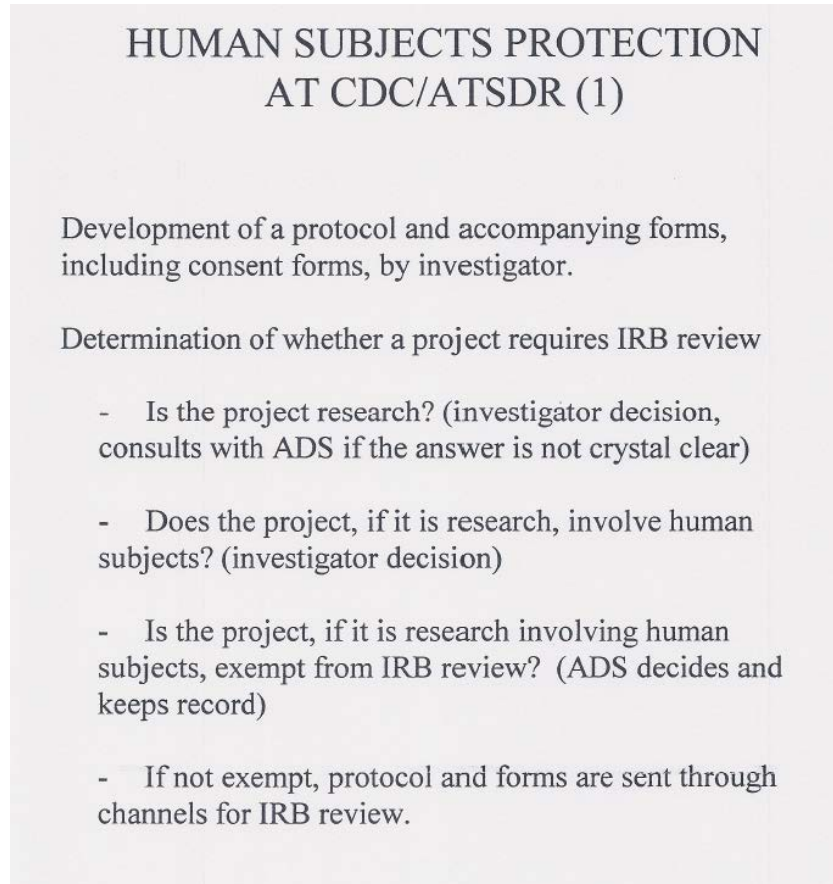 HUMAN SUBJECTS PROTECTION
AT CDC/ATSDR (1)
Development of a protocol and accompanying forms,
including consent forms, by investigator.
Determination of whether a project requires IRB review
- Is the project research? (investigator decision,
consults with ADS if the answer is not crystal clear)
- Does the project, if it is research, involve human
subjects? (investigator decision)
- Is the project, if it is research involving human
subjects, exempt from IRB review? (ADS decides and
keeps record)
- If not exempt, protocol and forms are sent through
channels for IRB review.